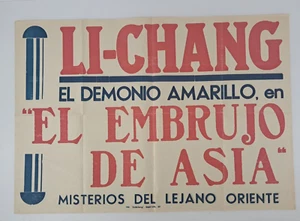 LI-CHANG
EL DEMONIO AMARILLO, en
"EL EMBRUJO
DE ASIA"
MISTERIOS DEL LEJANO ORIENTE